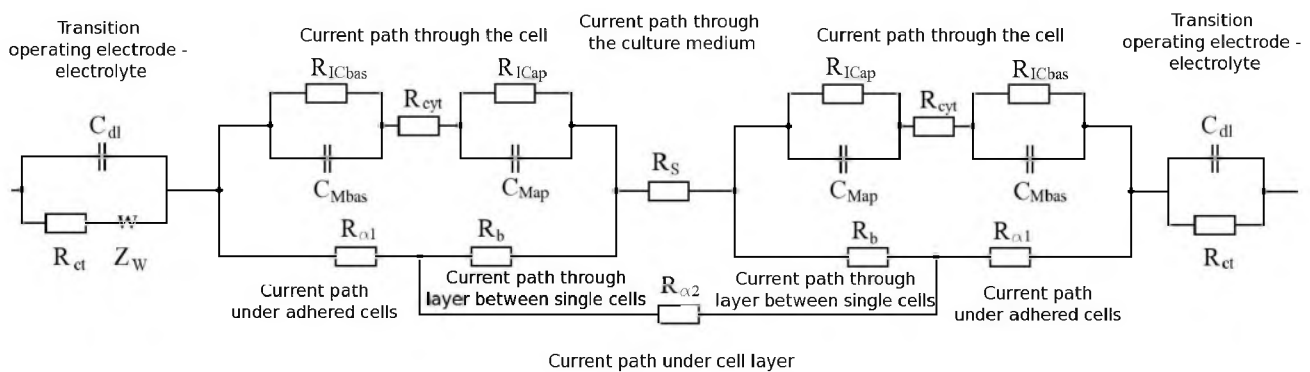 Transition
operating electrode -
electrolyte
Current path through the cell
Current path through
the culture medium
Current path through the cell
Transition
operating electrode -
electrolyte
R_ICbas
R_ICap
R_cyt
C_Mbas
C_Map
C_dl
R_ct
Z_W
W
R_S
R_ICap
R_ICbas
R_cyt
C_Map
C_Mbas
C_dl
R_ct
R_α1
R_b
R_b
R_α1
Current path
under adhered cells
Current path through
layer between single cells
R_α2
Current path through
layer between single cells
Current path
under adhered cells
Current path under cell layer